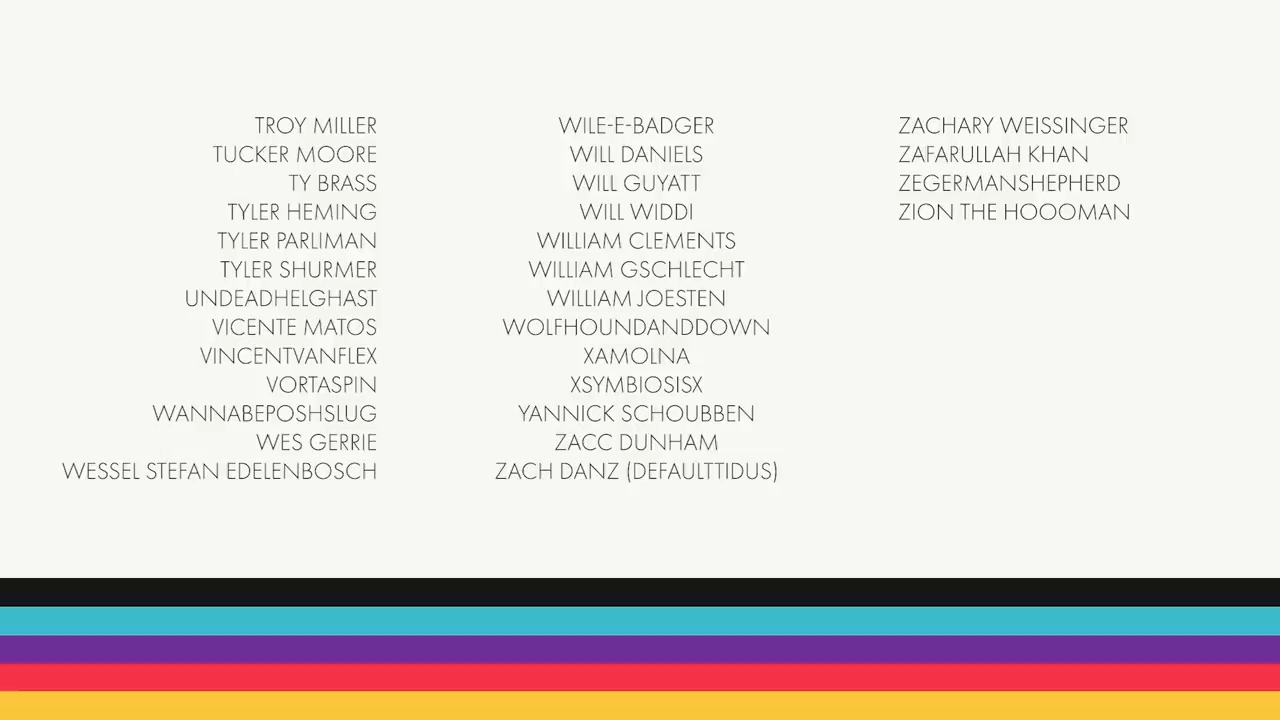 TROY MILLER
TUCKER MOORE
TY BRASS
TYLER HEMING
TYLER PARLIMAN
TYLER SHURMER
UNDEADHELGHAST
VICENTE MATOS
VINCENTVANFLEX
VORTASPIN
WANNABEPOSHSLUG
WES GERRIE
WESSEL STEFAN EDELENBOSCH
WILE-E-BADGER
WILL DANIELS
WILL GUYATT
WILL WIDDI
WILLIAM CLEMENTS
WILLIAM GSCHLECHT
WILLIAM JOESTEN
WOLFHOUNDANDDOWN
XAMOLNA
XSYMBIOSISX
YANNICK SCHOUBBEN
ZACC DUNHAM
ZACH DANZ (DEFAULTTIDUS)
ZACHARY WEISSINGER
ZAFARULLAH KHAN
ZEGERMANSHEPHERD
ZION THE HOOOMAN